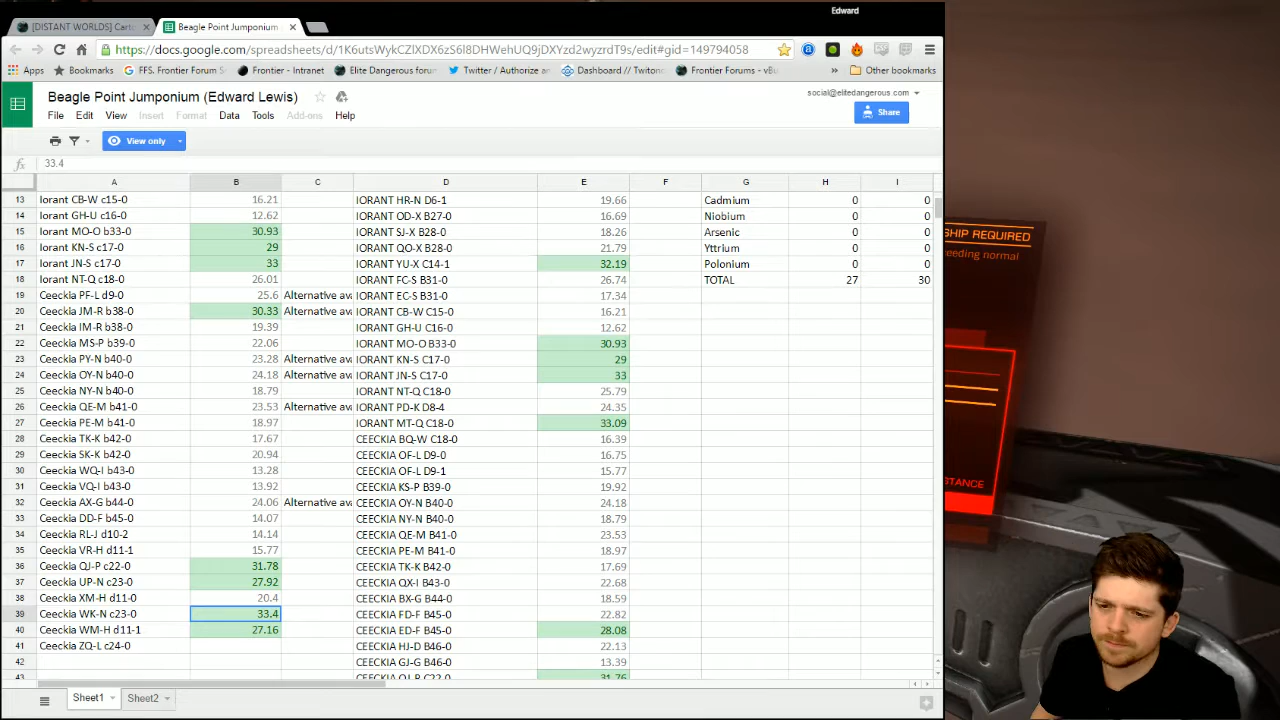 Edward
[DISTANT WORLDS] Carto
Beagle Point Jumponium
https://docs.google.com/spreadsheets/d/1K6utsWykCZlXDX6zS6l8DHWehUQ9jDXYzd2wyzrdT9s/edit#gid=149794058
Apps Bookmarks FFS. Frontier Forum S Frontier - Intranet Elite Dangerous forum Twitter / Authorize an Dashboard // Twitonom Frontier Forums - vBu » Other bookmarks
Beagle Point Jumponium (Edward Lewis)
social@elitedangerous.com
File Edit View Insert Format Data Tools Add-ons Help
Share
View only
fx 33.4
A B C D E F G H I
13 Iorant CB-W c15-0 16.21 IORANT HR-N D6-1 19.66 Cadmium 0 0
14 Iorant GH-U c16-0 12.62 IORANT OD-X B27-0 16.69 Niobium 0 0
15 Iorant MO-O b33-0 30.93 IORANT SJ-X B28-0 18.26 Arsenic 0 0
16 Iorant KN-S c17-0 29 IORANT QO-X B28-0 21.79 Yttrium 0 0
17 Iorant JN-S c17-0 33 IORANT YU-X C14-1 32.19 Polonium 0 0
18 Iorant NT-Q c18-0 26.01 IORANT FC-S B31-0 26.74 TOTAL 27 30
19 Ceeckia PF-L d9-0 25.6 Alternative ava IORANT EC-S B31-0 17.34
20 Ceeckia JM-R b38-0 30.33 Alternative ava IORANT CB-W C15-0 16.21
21 Ceeckia IM-R b38-0 19.39 IORANT GH-U C16-0 12.62
22 Ceeckia MS-P b39-0 22.06 IORANT MO-O B33-0 30.93
23 Ceeckia PY-N b40-0 23.28 Alternative ava IORANT KN-S C17-0 29
24 Ceeckia OY-N b40-0 24.18 Alternative ava IORANT JN-S C17-0 33
25 Ceeckia NY-N b40-0 18.79 IORANT NT-Q C18-0 25.79
26 Ceeckia QE-M b41-0 23.53 Alternative ava IORANT PD-K D8-4 24.35
27 Ceeckia PE-M b41-0 18.97 IORANT MT-Q C18-0 33.09
28 Ceeckia TK-K b42-0 17.67 CEECKIA BQ-W C18-0 16.39
29 Ceeckia SK-K b42-0 20.94 CEECKIA OF-L D9-0 16.75
30 Ceeckia WQ-I b43-0 13.28 CEECKIA OF-L D9-1 15.77
31 Ceeckia VQ-I b43-0 13.92 CEECKIA KS-P B39-0 19.92
32 Ceeckia AX-G b44-0 24.06 Alternative ava CEECKIA OY-N B40-0 24.18
33 Ceeckia DD-F b45-0 14.07 CEECKIA NY-N B40-0 18.79
34 Ceeckia RL-J d10-2 14.14 CEECKIA QE-M B41-0 23.53
35 Ceeckia VR-H d11-1 15.77 CEECKIA PE-M B41-0 18.97
36 Ceeckia QJ-P c22-0 31.78 CEECKIA TK-K B42-0 17.69
37 Ceeckia UP-N c23-0 27.92 CEECKIA QX-I B43-0 22.68
38 Ceeckia XM-H d11-0 20.4 CEECKIA BX-G B44-0 18.59
39 Ceeckia WK-N c23-0 33.4 CEECKIA FD-F B45-0 22.82
40 Ceeckia WM-H d11-1 27.16 CEECKIA ED-F B45-0 28.08
41 Ceeckia ZQ-L c24-0 CEECKIA HJ-D B46-0 22.13
42 CEECKIA GJ-G B46-0 13.39
43 CEECKIA QJ-P C22-0 31.76
Sheet1 Sheet2
SHIP REQUIRED
eeding normal
STANCE